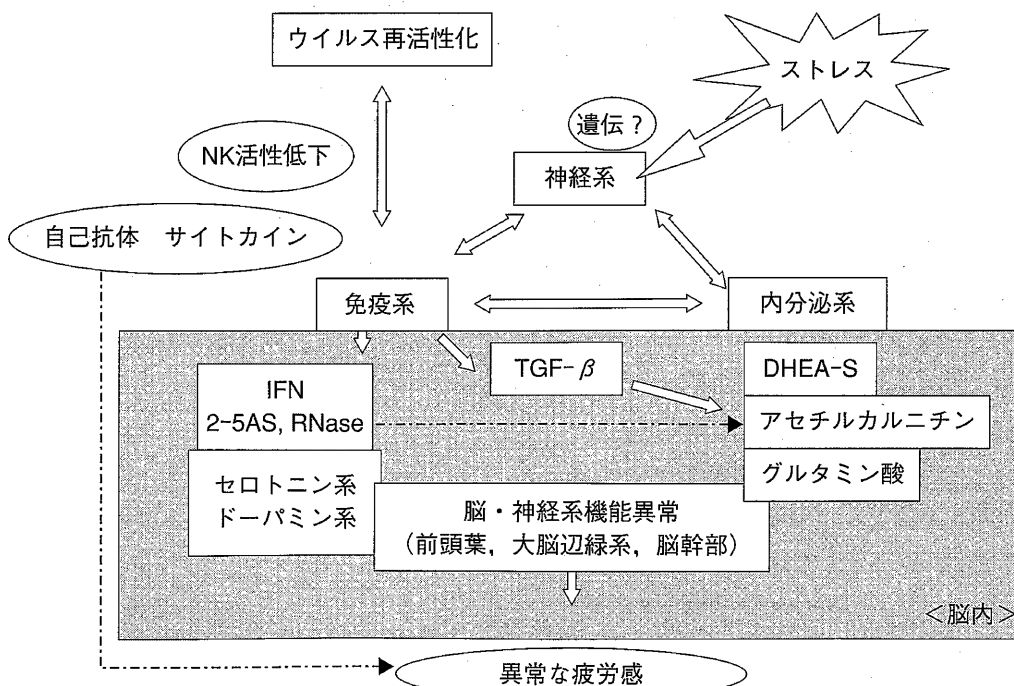 ウイルス再活性化
ストレス
遺伝？
NK活性低下
神経系
自己抗体　サイトカイン
免疫系
内分泌系
TGF-β
DHEA-S
IFN
2-5AS, RNase
アセチルカルニチン
グルタミン酸
セロトニン系
ドーパミン系
脳・神経系機能異常
（前頭葉，大脳辺縁系，脳幹部）
＜脳内＞
異常な疲労感